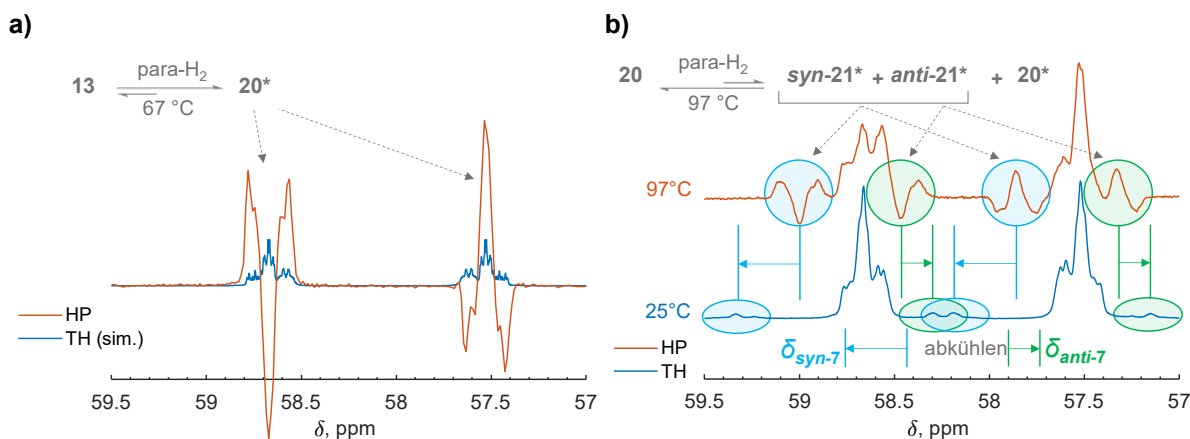 a)
13
para-H₂
67 °C
20*
HP
TH (sim.)
59.5
59
58.5
58
57.5
57
δ, ppm
b)
20
para-H₂
97 °C
syn-21* + anti-21* + 20*
97°C
25°C
HP
TH
δsyn-7
abkühlen
δanti-7
59.5
59
58.5
58
57.5
57
δ, ppm